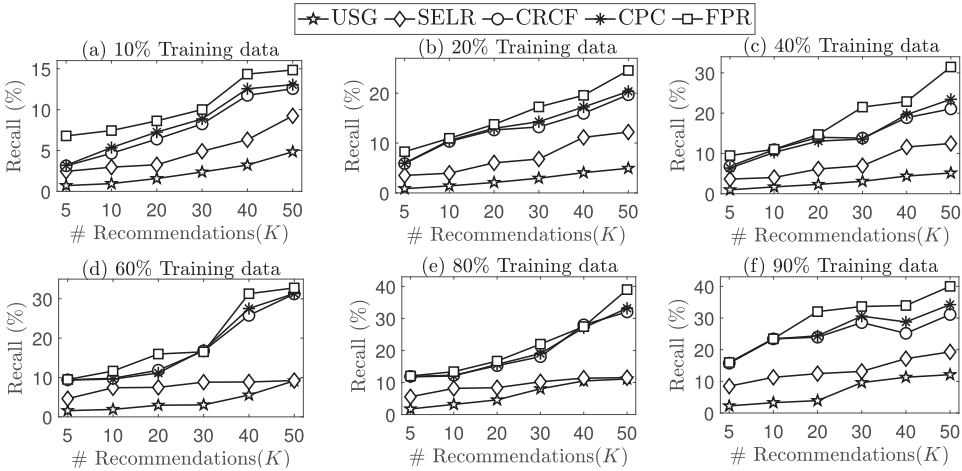 USG SELR CRCF CPC FPR
(a) 10% Training data
(b) 20% Training data
(c) 40% Training data
Recall (%)
15
10
5
0
5 10 20 30 40 50
# Recommendations(K)
Recall (%)
20
10
0
5 10 20 30 40 50
# Recommendations(K)
Recall (%)
30
20
10
0
5 10 20 30 40 50
# Recommendations(K)
(d) 60% Training data
(e) 80% Training data
(f) 90% Training data
Recall (%)
30
20
10
0
5 10 20 30 40 50
# Recommendations(K)
Recall (%)
40
30
20
10
0
5 10 20 30 40 50
# Recommendations(K)
Recall (%)
40
30
20
10
0
5 10 20 30 40 50
# Recommendations(K)